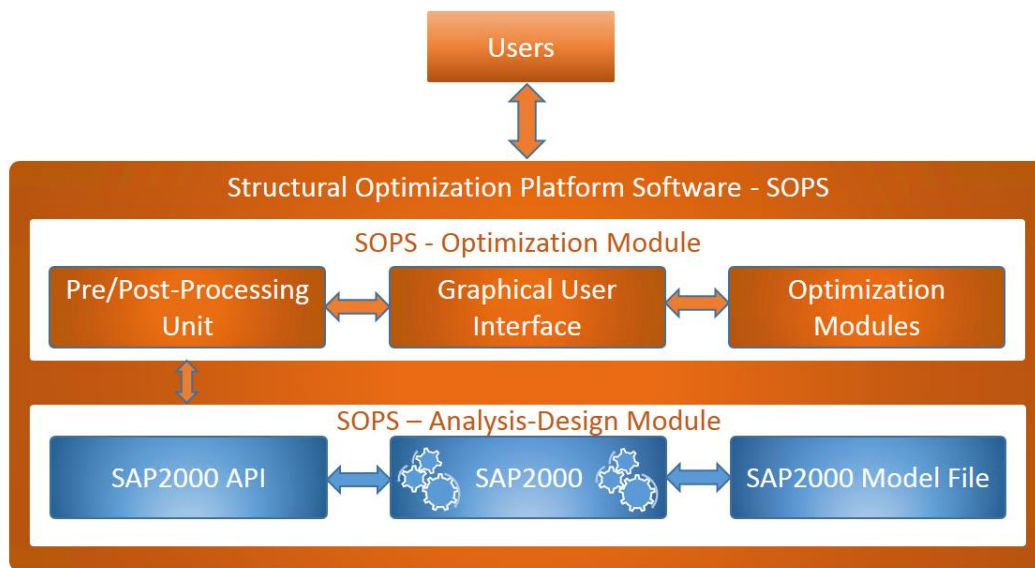 Users
Structural Optimization Platform Software - SOPS
SOPS - Optimization Module
Pre/Post-Processing
Unit
Graphical User
Interface
Optimization
Modules
SOPS – Analysis-Design Module
SAP2000 API
SAP2000
SAP2000 Model File